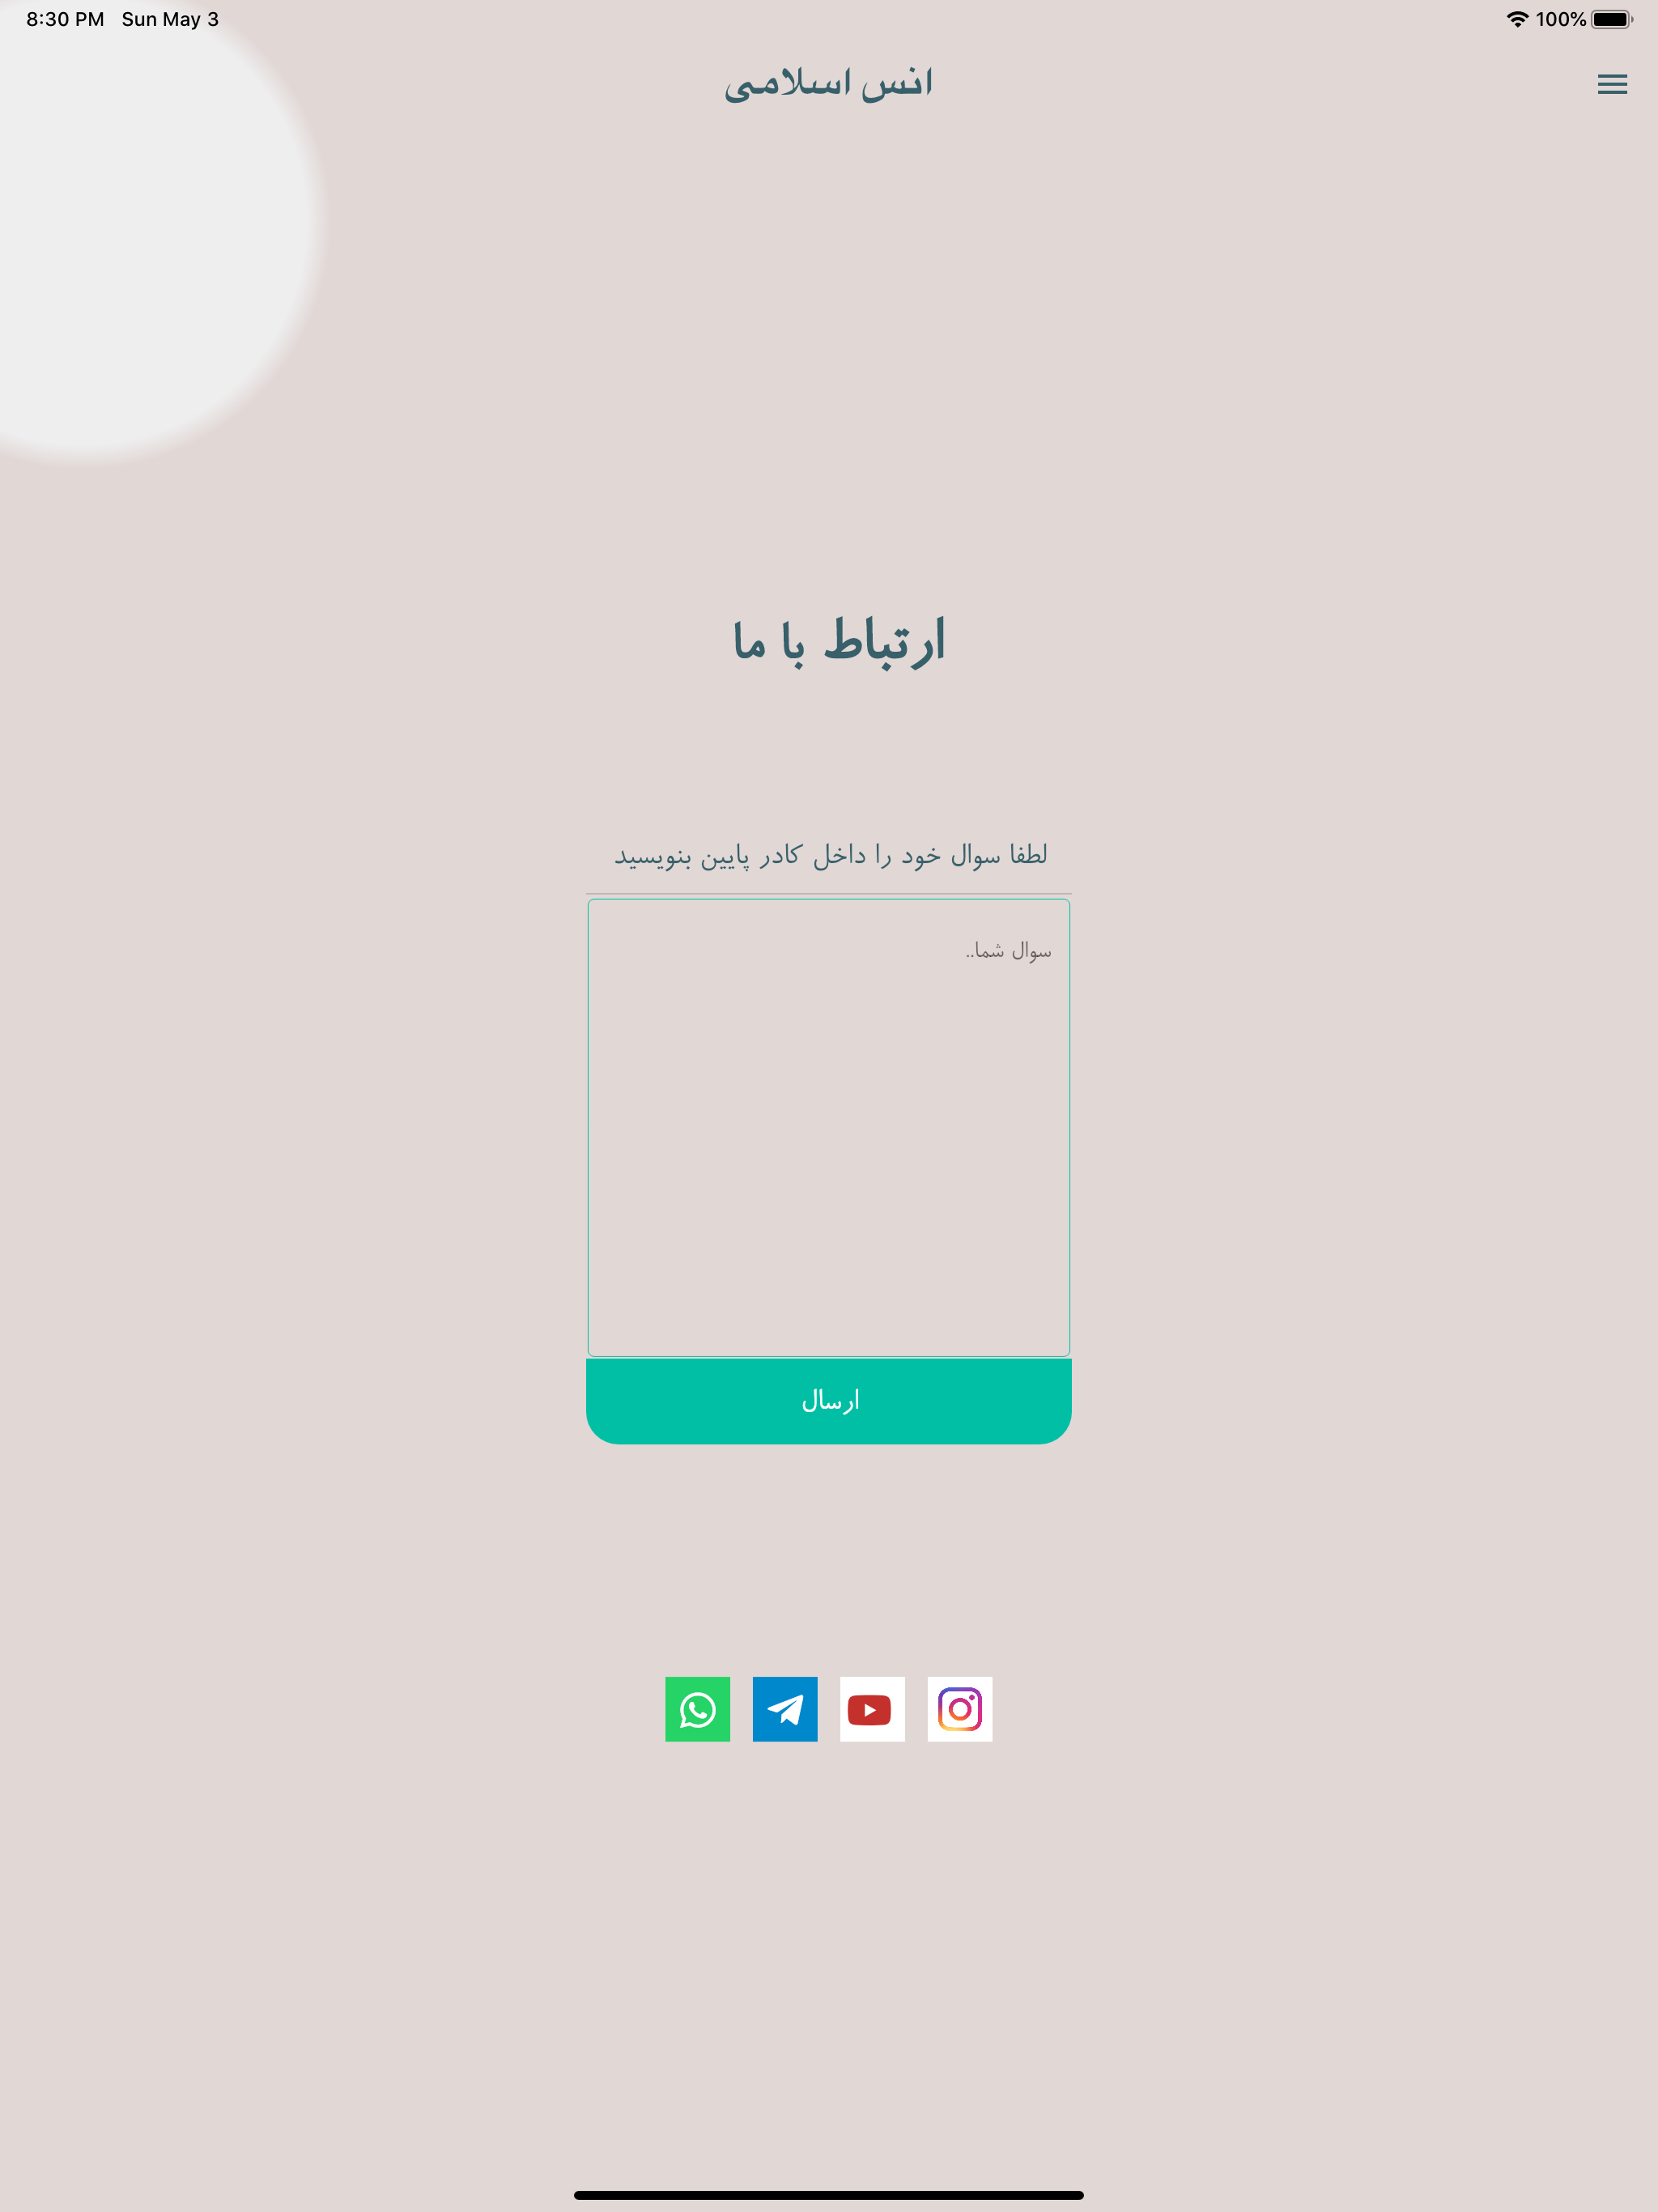 8:30 PM Sun May 3 100%
انس اسلامی
ارتباط با ما
لطفا سوال خود را داخل کادر پایین بنویسید
سوال شما..
ارسال